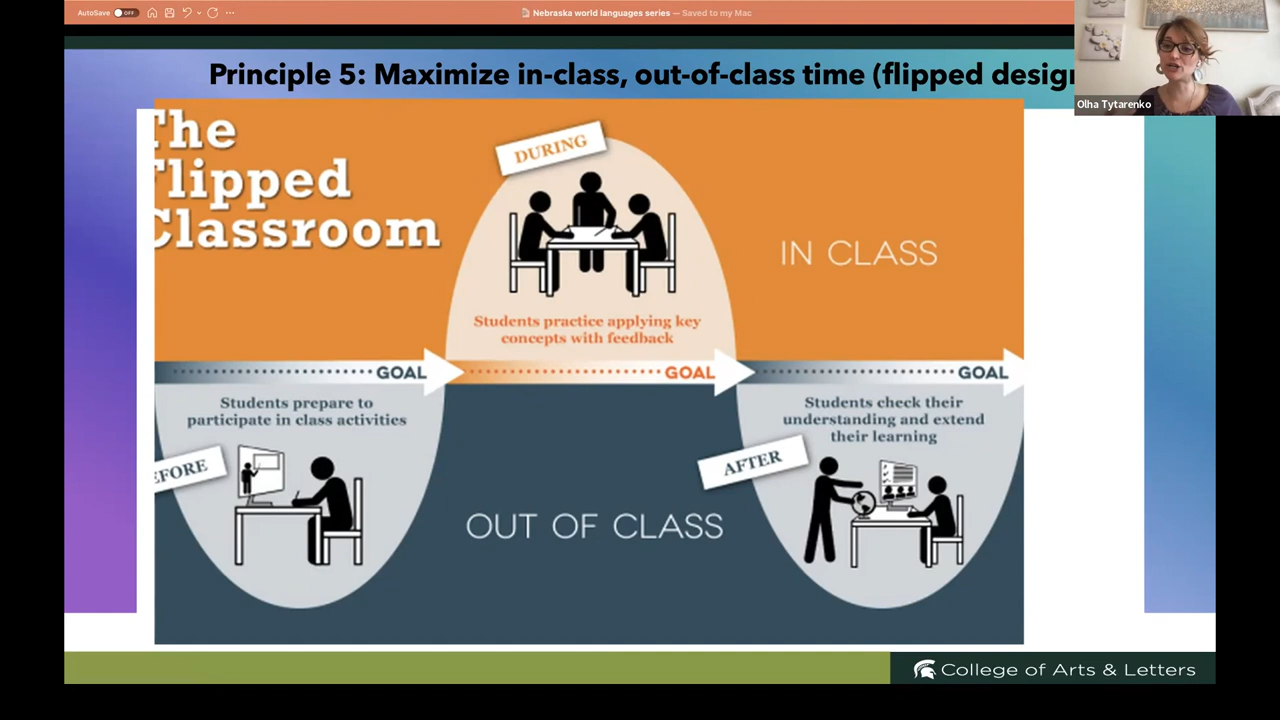 AutoSave OFF
Nebraska world languages series — Saved to my Mac
Principle 5: Maximize in-class, out-of-class time (flipped desig
Olha Tytarenko
The
Flipped
Classroom
DURING
IN CLASS
Students practice applying key
concepts with feedback
GOAL
GOAL
GOAL
Students prepare to
participate in class activities
Students check their
understanding and extend
their learning
EFORE
AFTER
OUT OF CLASS
College of Arts & Letters